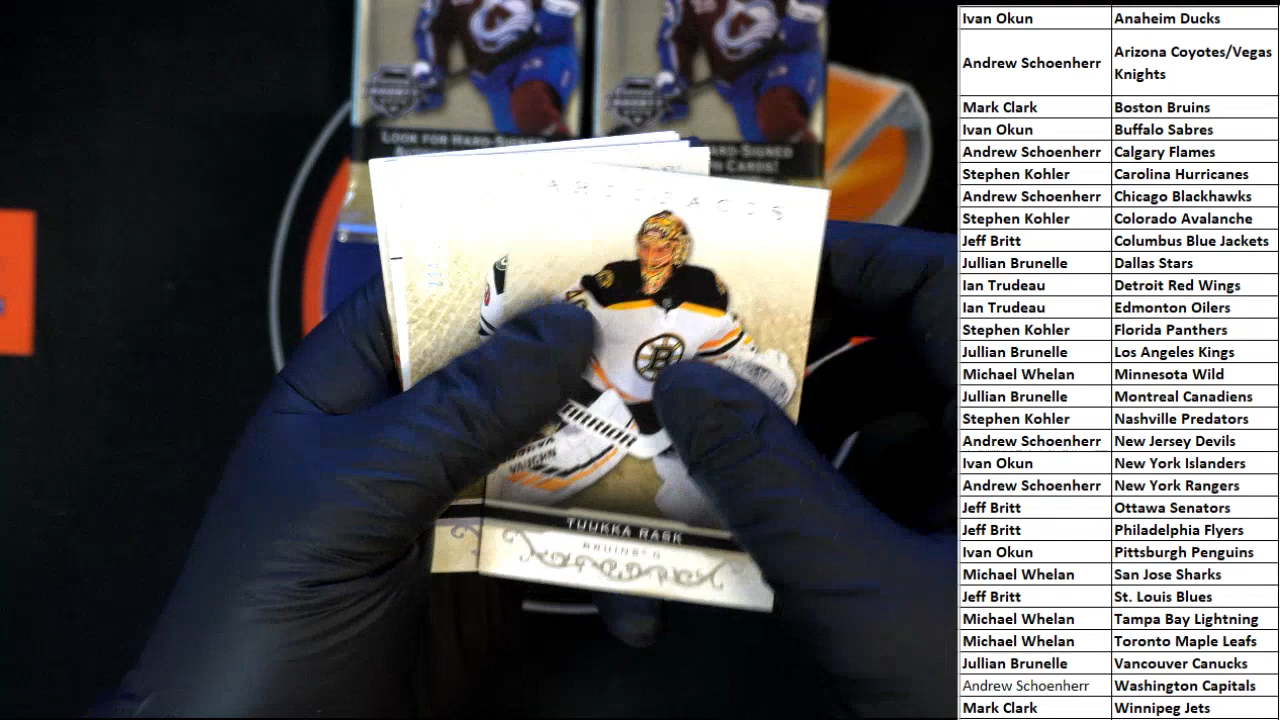 LOOK FOR HARD-SIGNED
HARD-SIGNED
CARDS!
ARTIFACTS
WARRIOR
VAUGHN
B
TUUKKA RASK
BRUINS
Ivan Okun Anaheim Ducks
Andrew Schoenherr Arizona Coyotes/Vegas
Knights
Mark Clark Boston Bruins
Ivan Okun Buffalo Sabres
Andrew Schoenherr Calgary Flames
Stephen Kohler Carolina Hurricanes
Andrew Schoenherr Chicago Blackhawks
Stephen Kohler Colorado Avalanche
Jeff Britt Columbus Blue Jackets
Jullian Brunelle Dallas Stars
Ian Trudeau Detroit Red Wings
Ian Trudeau Edmonton Oilers
Stephen Kohler Florida Panthers
Jullian Brunelle Los Angeles Kings
Michael Whelan Minnesota Wild
Jullian Brunelle Montreal Canadiens
Stephen Kohler Nashville Predators
Andrew Schoenherr New Jersey Devils
Ivan Okun New York Islanders
Andrew Schoenherr New York Rangers
Jeff Britt Ottawa Senators
Jeff Britt Philadelphia Flyers
Ivan Okun Pittsburgh Penguins
Michael Whelan San Jose Sharks
Jeff Britt St. Louis Blues
Michael Whelan Tampa Bay Lightning
Michael Whelan Toronto Maple Leafs
Jullian Brunelle Vancouver Canucks
Andrew Schoenherr Washington Capitals
Mark Clark Winnipeg Jets